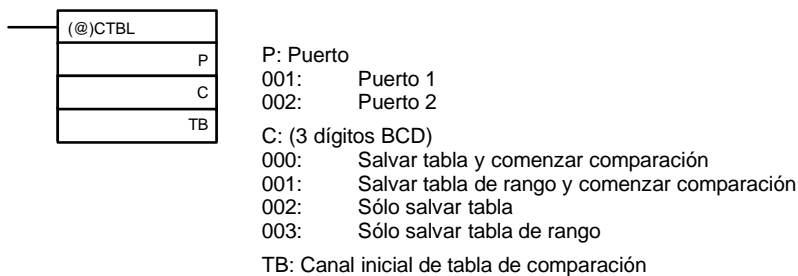 (@)CTBL
P
C
TB
P: Puerto
001: Puerto 1
002: Puerto 2
C: (3 dígitos BCD)
000: Salvar tabla y comenzar comparación
001: Salvar tabla de rango y comenzar comparación
002: Sólo salvar tabla
003: Sólo salvar tabla de rango
TB: Canal inicial de tabla de comparación